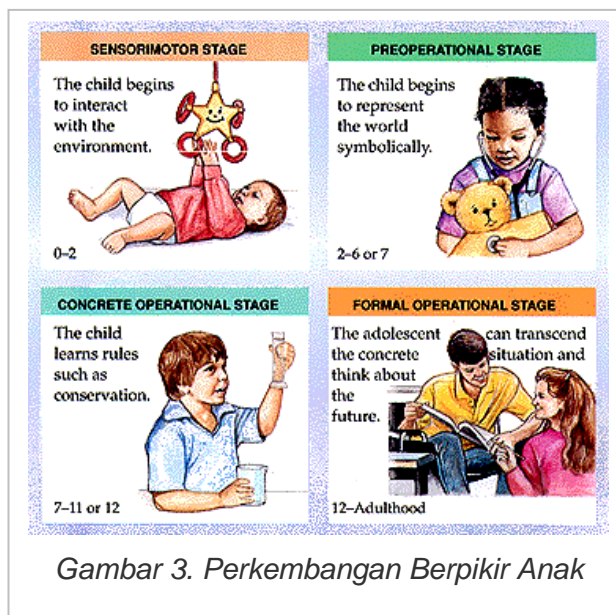 SENSORIMOTOR STAGE
The child begins
to interact
with the
environment.
0–2
PREOPERATIONAL STAGE
The child begins
to represent
the world
symbolically.
2–6 or 7
CONCRETE OPERATIONAL STAGE
The child
learns rules
such as
conservation.
7–11 or 12
FORMAL OPERATIONAL STAGE
The adolescent can transcend
the concrete situation and
think about
the
future.
12–Adulthood
Gambar 3. Perkembangan Berpikir Anak